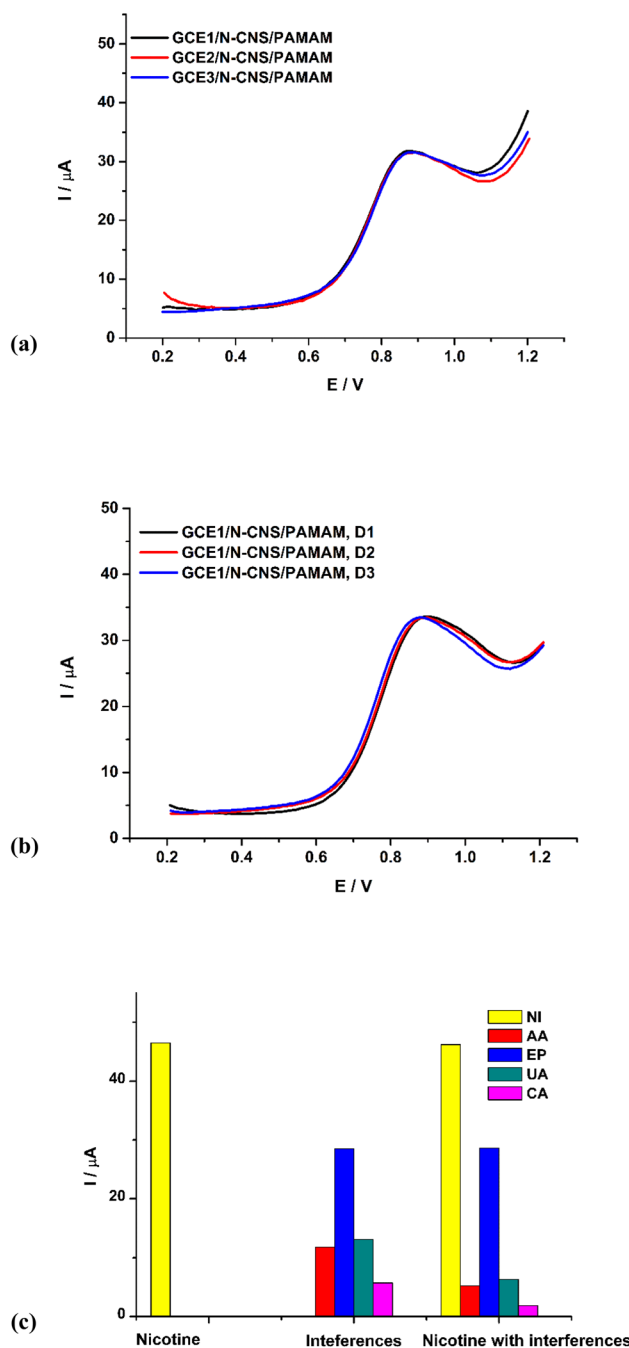 GCE1/N-CNS/PAMAM
GCE2/N-CNS/PAMAM
GCE3/N-CNS/PAMAM
50
40
30
20
10
0
I / μA
0.2 0.4 0.6 0.8 1.0 1.2
E / V
(a)
GCE1/N-CNS/PAMAM, D1
GCE1/N-CNS/PAMAM, D2
GCE1/N-CNS/PAMAM, D3
50
40
30
20
10
0
I / μA
0.2 0.4 0.6 0.8 1.0 1.2
E / V
(b)
NI
AA
EP
UA
CA
40
20
0
I / μA
Nicotine Inteferences Nicotine with interferences
(c)